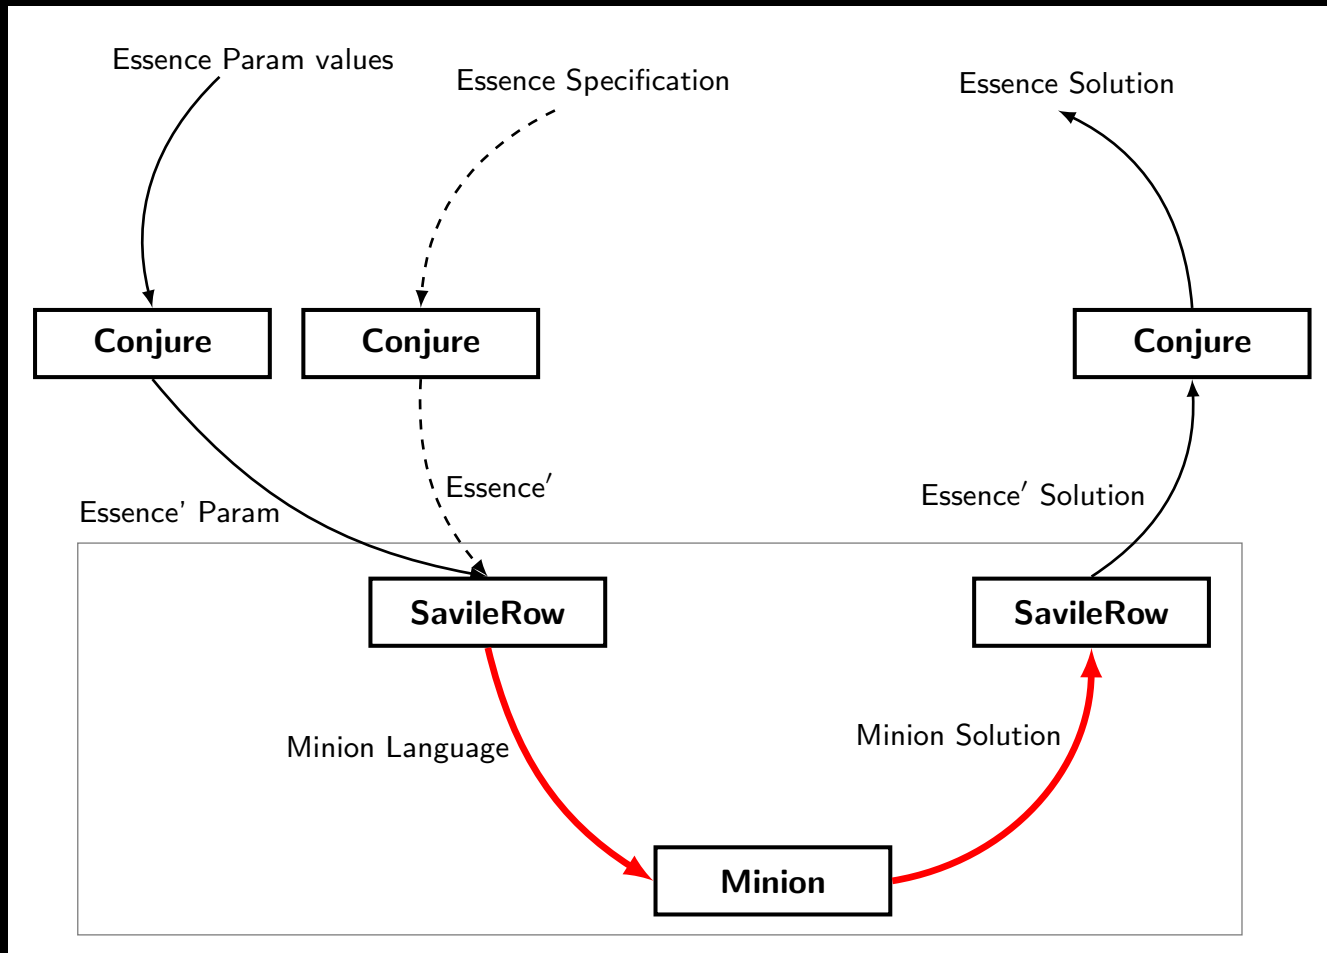 Essence Param values
Essence Specification
Essence Solution
Conjure
Conjure
Conjure
Essence' Param
Essence′
Essence′ Solution
SavileRow
SavileRow
Minion Language
Minion Solution
Minion